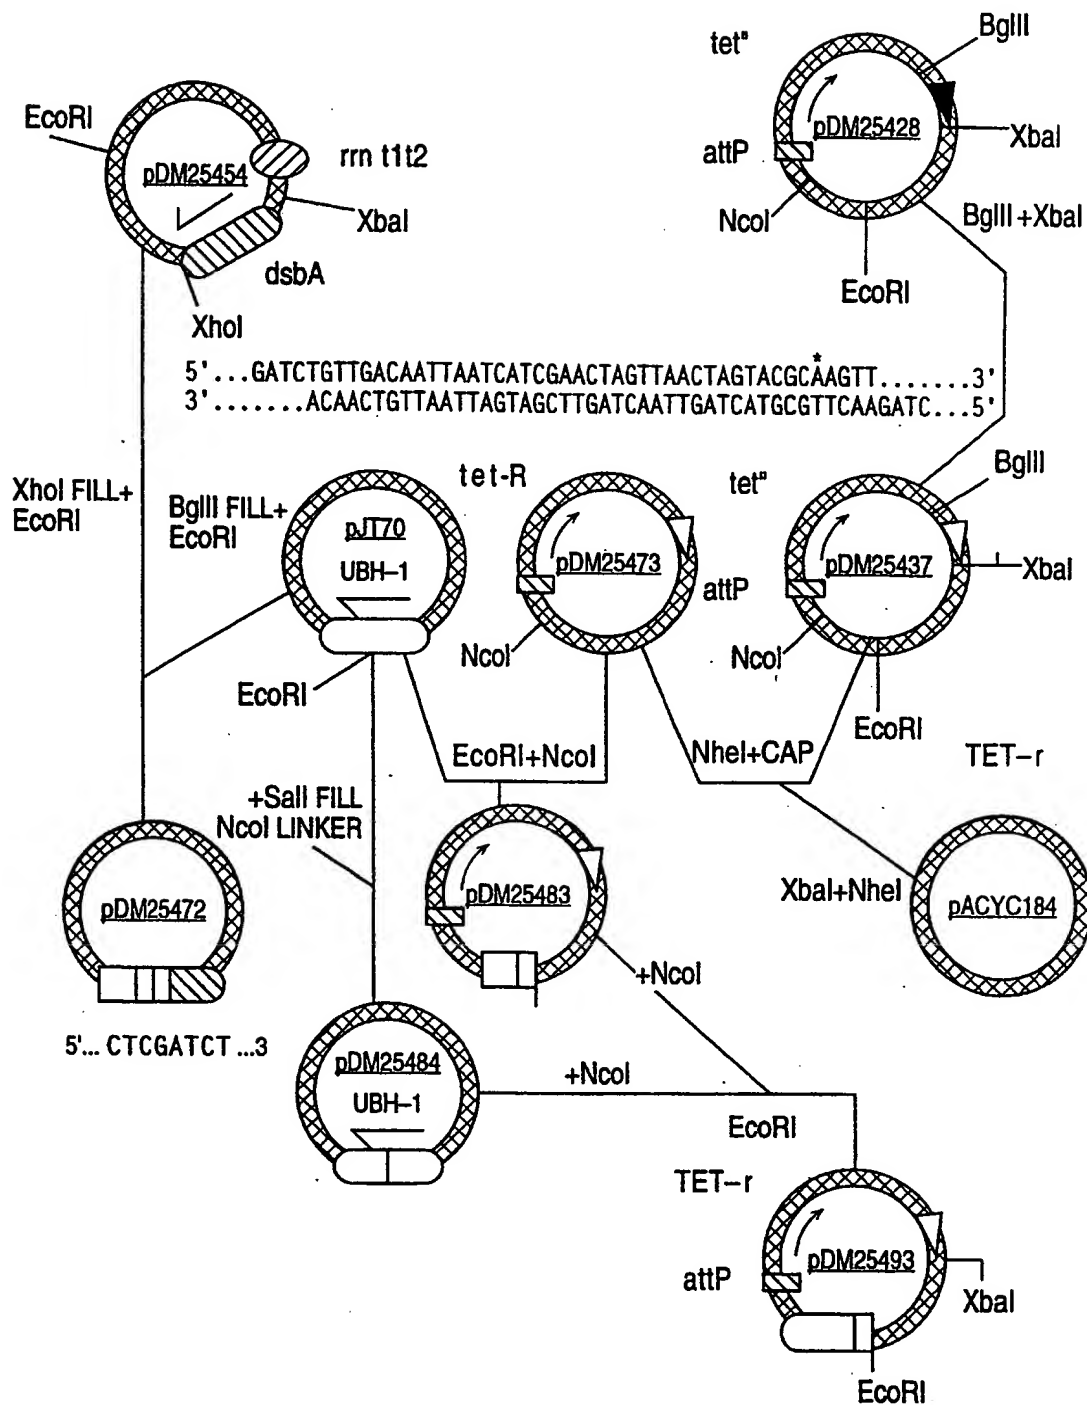 tetᴿ
BglII
EcoRI
pDM25454
rrn t1t2
XbaI
dsbA
XhoI
pDM25428
XbaI
attP
NcoI
BglII+XbaI
EcoRI
*
5'...GATCTGTTGACAATTAATCATCGAACTAGTTAACTAGTACGCAAGTT.......3'
3'.......ACAACTGTTAATTAGTAGCTTGATCAATTGATCATGCGTTCAAGATC...5'
XhoI FILL+
EcoRI
BglII FILL+
EcoRI
tet-R
tetᴿ
BglII
pJT70
UBH-1
pDM25473
attP
pDM25437
XbaI
NcoI
NcoI
EcoRI
EcoRI
EcoRI+NcoI
NheI+CAP
TET-r
+SalI FILL
NcoI LINKER
pDM25472
pDM25483
XbaI+NheI
pACYC184
+NcoI
5'... CTCGATCT ...3
pDM25484
UBH-1
+NcoI
EcoRI
TET-r
pDM25493
attP
XbaI
EcoRI